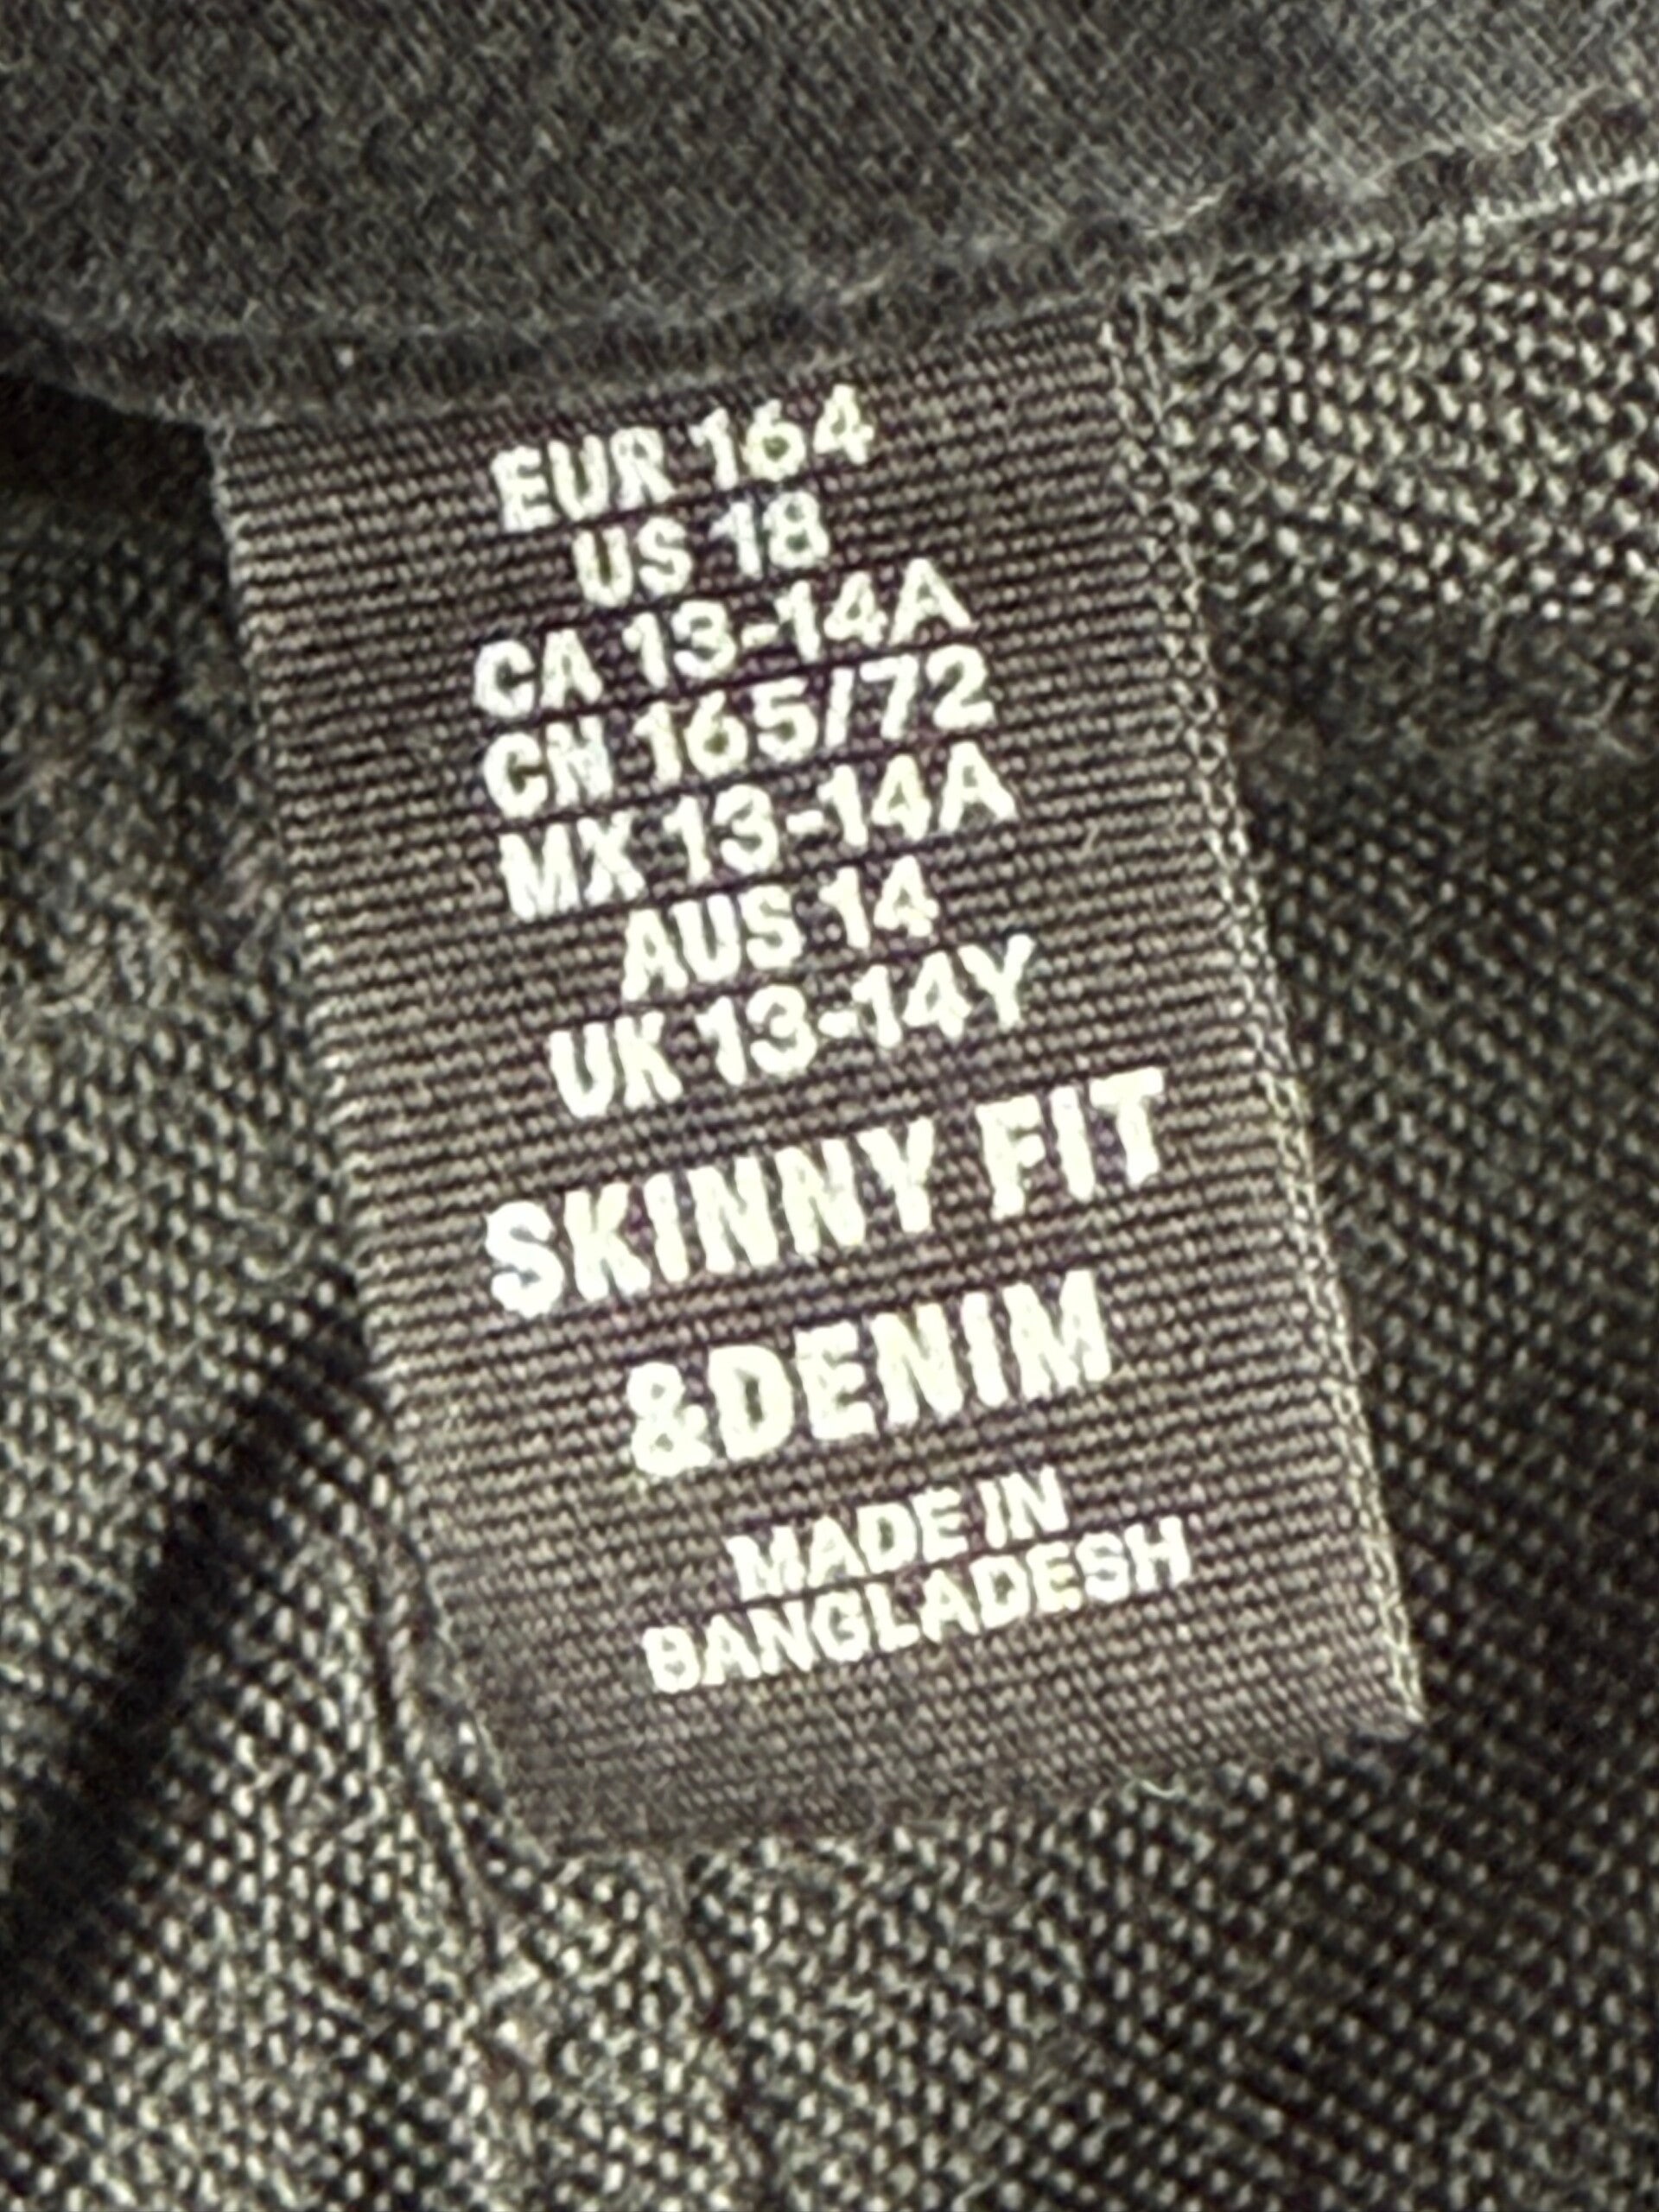 EUR 164
US 18
CA 13-14A
CN 165/72
MX 13-14A
AUS 14
UK 13-14Y
SKINNY FIT
&DENIM
MADE IN
BANGLADESH